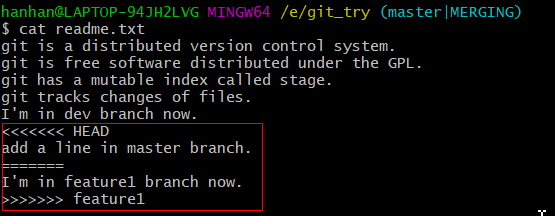 hanhan@LAPTOP-94JH2LVG MINGW64 /e/git_try (master|MERGING)
$ cat readme.txt
git is a distributed version control system.
git is free software distributed under the GPL.
git has a mutable index called stage.
git tracks changes of files.
I'm in dev branch now.
<<<<<<< HEAD
add a line in master branch.
=======
I'm in feature1 branch now.
>>>>>>> feature1